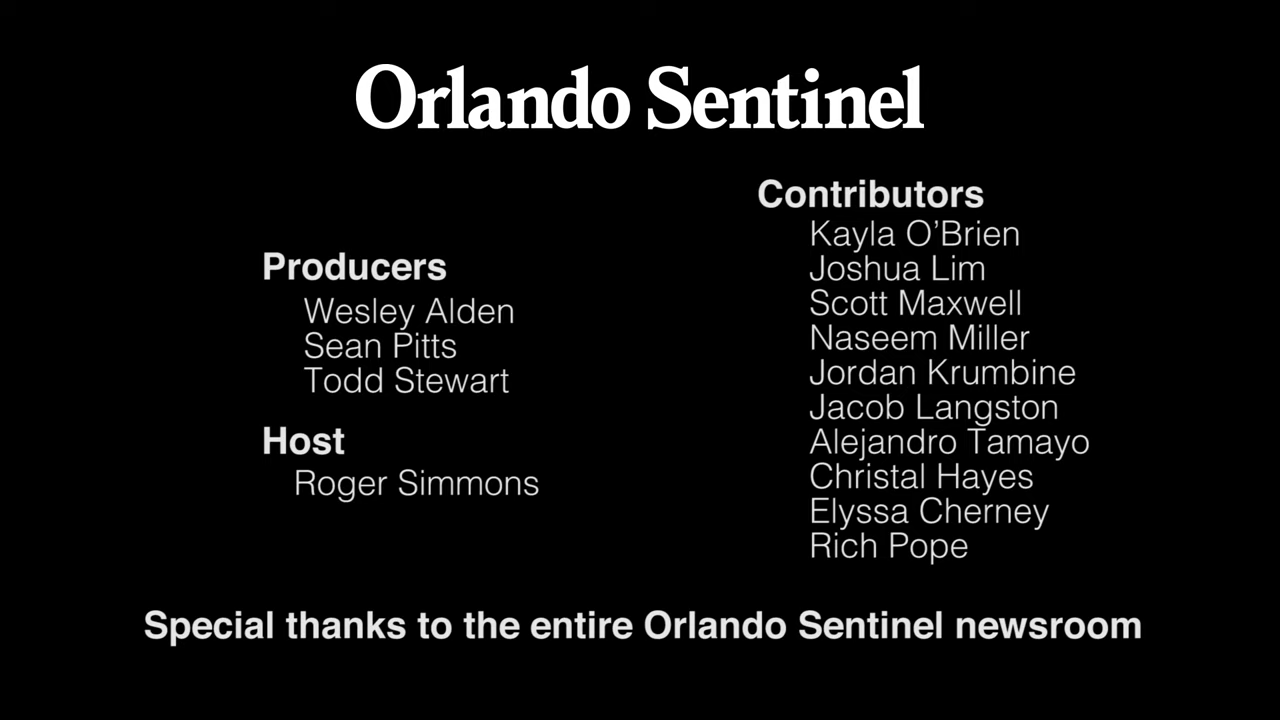 Orlando Sentinel
Producers
Wesley Alden
Sean Pitts
Todd Stewart
Host
Roger Simmons
Contributors
Kayla O’Brien
Joshua Lim
Scott Maxwell
Naseem Miller
Jordan Krumbine
Jacob Langston
Alejandro Tamayo
Christal Hayes
Elyssa Cherney
Rich Pope
Special thanks to the entire Orlando Sentinel newsroom